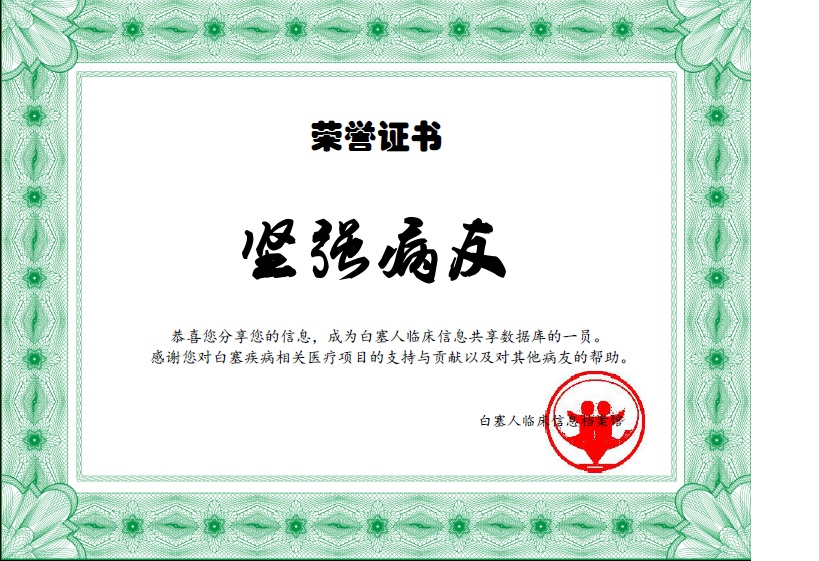 荣誉证书
坚强病友
恭喜您分享您的信息，成为白塞人临床信息共享数据库的一员。
感谢您对白塞疾病相关医疗项目的支持与贡献以及对其他病友的帮助。
白塞人临床信息档案馆